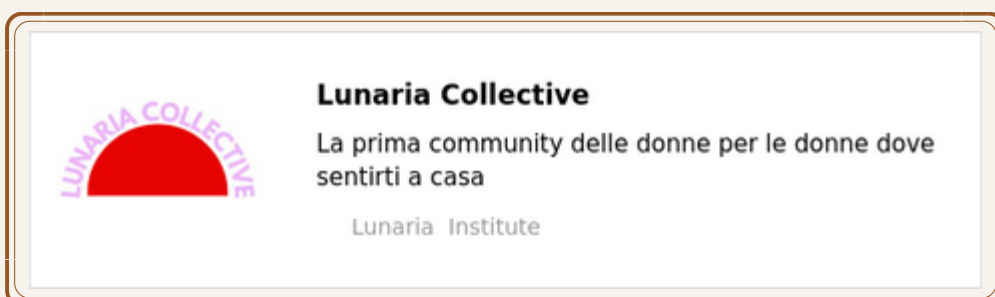 LUNARIA COLLECTIVE
Lunaria Collective
La prima community delle donne per le donne dove
sentirti a casa
Lunaria Institute